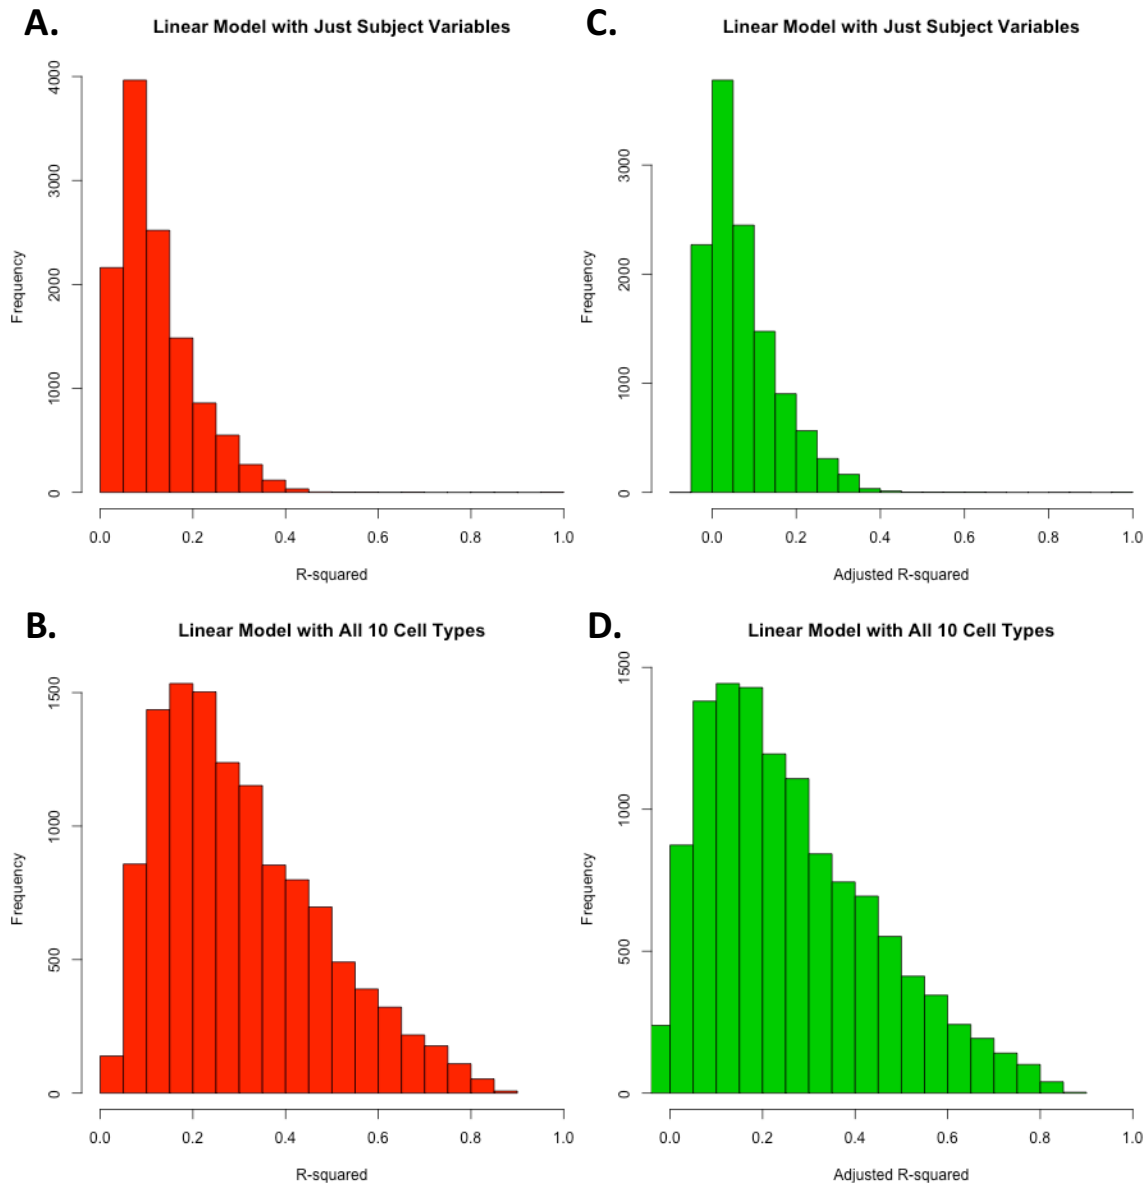 A.
Linear Model with Just Subject Variables
Frequency
4000
3000
2000
1000
0
0.0 0.2 0.4 0.6 0.8 1.0
R-squared
C.
Linear Model with Just Subject Variables
Frequency
3000
2000
1000
0
0.0 0.2 0.4 0.6 0.8 1.0
Adjusted R-squared
B.
Linear Model with All 10 Cell Types
Frequency
1500
1000
500
0
0.0 0.2 0.4 0.6 0.8 1.0
R-squared
D.
Linear Model with All 10 Cell Types
Frequency
1500
1000
500
0
0.0 0.2 0.4 0.6 0.8 1.0
Adjusted R-squared